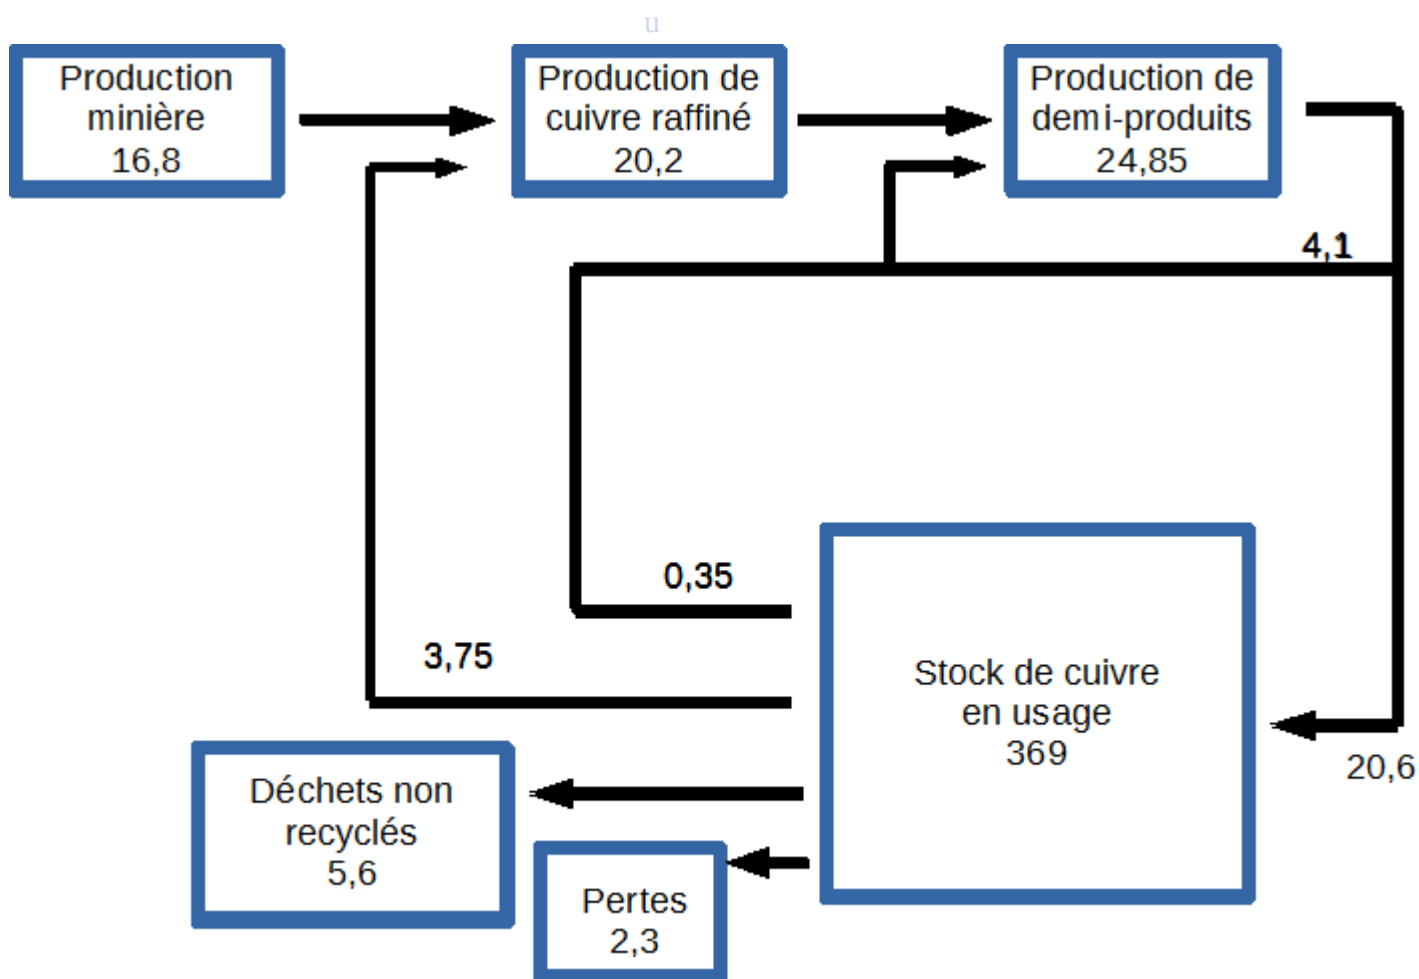 u
Production
minière
16,8
Production de
cuivre raffiné
20,2
Production de
demi-produits
24,85
4,1
0,35
3,75
Stock de cuivre
en usage
369
20,6
Déchets non
recyclés
5,6
Pertes
2,3